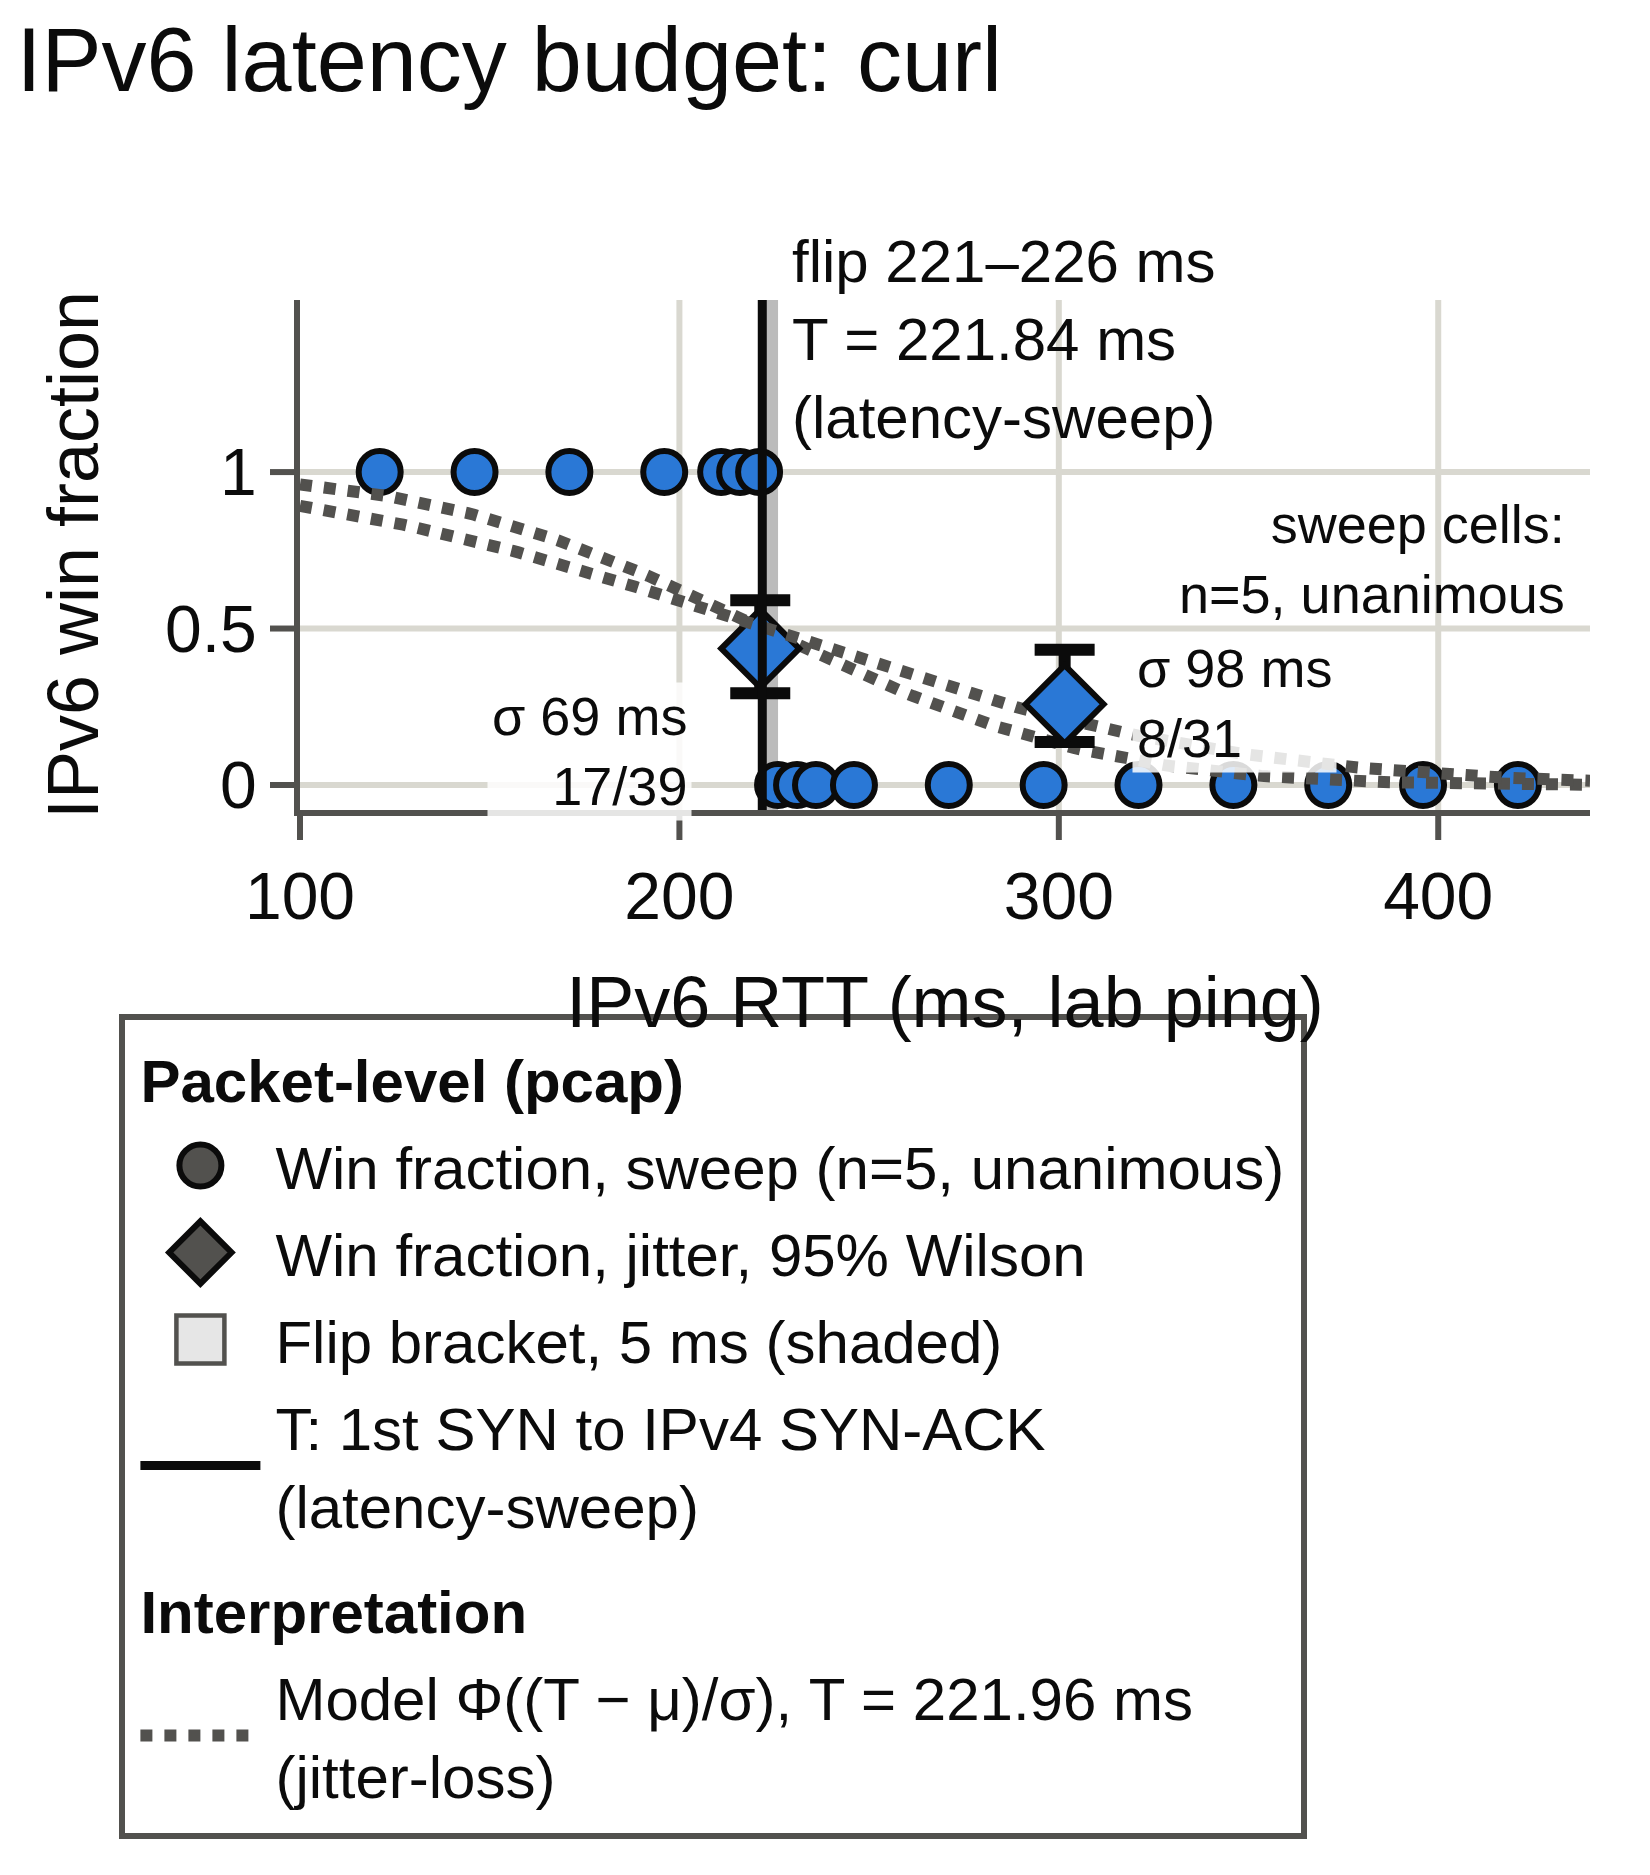 IPv6 latency budget: curl
flip 221–226 ms
T = 221.84 ms
(latency-sweep)
IPv6 win fraction
1
0.5
0
sweep cells:
n=5, unanimous
σ 98 ms
8/31
σ 69 ms
17/39
100 200 300 400
IPv6 RTT (ms, lab ping)
Packet-level (pcap)
Win fraction, sweep (n=5, unanimous)
Win fraction, jitter, 95% Wilson
Flip bracket, 5 ms (shaded)
T: 1st SYN to IPv4 SYN-ACK
(latency-sweep)
Interpretation
Model Φ((T − μ)/σ), T = 221.96 ms
(jitter-loss)